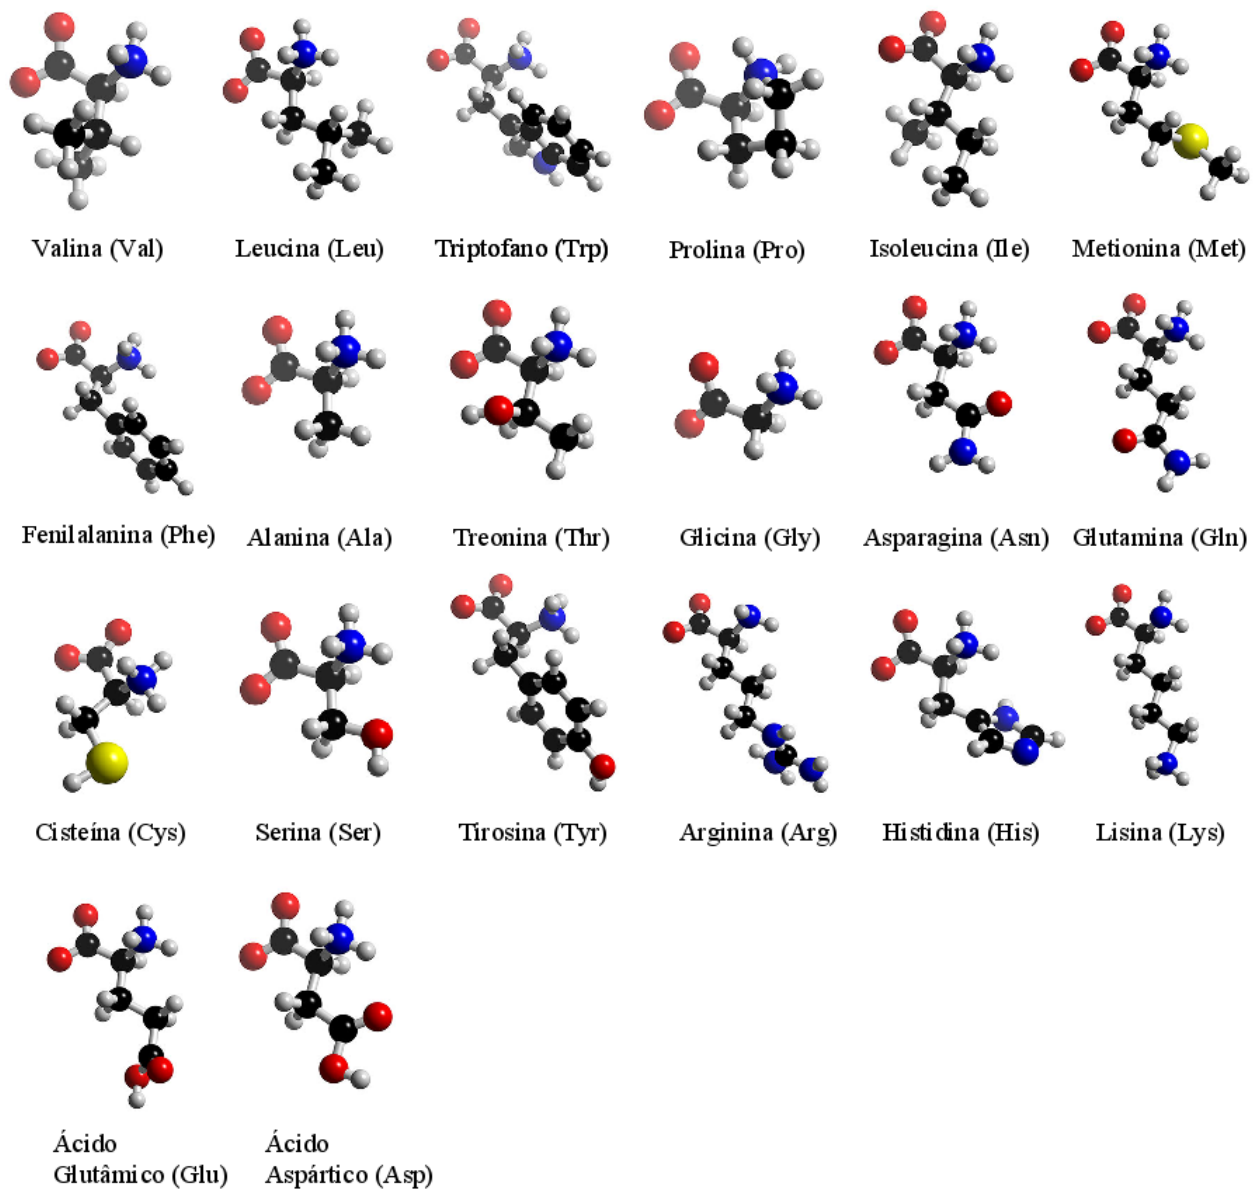 Valina (Val)
Leucina (Leu)
Triptofano (Trp)
Prolina (Pro)
Isoleucina (Ile)
Metionina (Met)
Fenilalanina (Phe)
Alanina (Ala)
Treonina (Thr)
Glicina (Gly)
Asparagina (Asn)
Glutamina (Gln)
Cisteína (Cys)
Serina (Ser)
Tirosina (Tyr)
Arginina (Arg)
Histidina (His)
Lisina (Lys)
Ácido
Glutâmico (Glu)
Ácido
Aspártico (Asp)